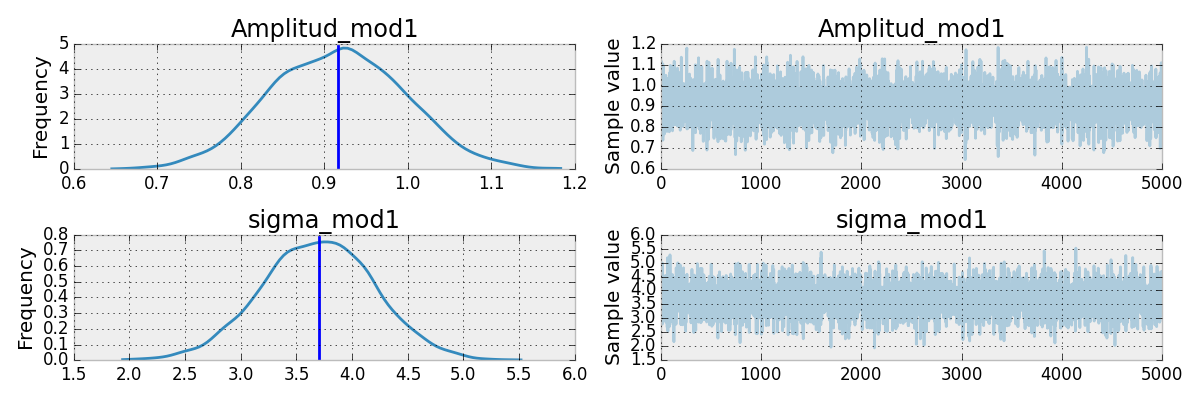 Amplitud_mod1
Frequency
5
4
3
2
1
0
0.6 0.7 0.8 0.9 1.0 1.1 1.2
Amplitud_mod1
Sample value
1.2
1.1
1.0
0.9
0.8
0.7
0.6
0 1000 2000 3000 4000 5000
sigma_mod1
Frequency
0.8
0.7
0.6
0.5
0.4
0.3
0.2
0.1
0.0
1.5 2.0 2.5 3.0 3.5 4.0 4.5 5.0 5.5 6.0
sigma_mod1
Sample value
6.0
5.5
5.0
4.5
4.0
3.5
3.0
2.5
2.0
1.5
0 1000 2000 3000 4000 5000